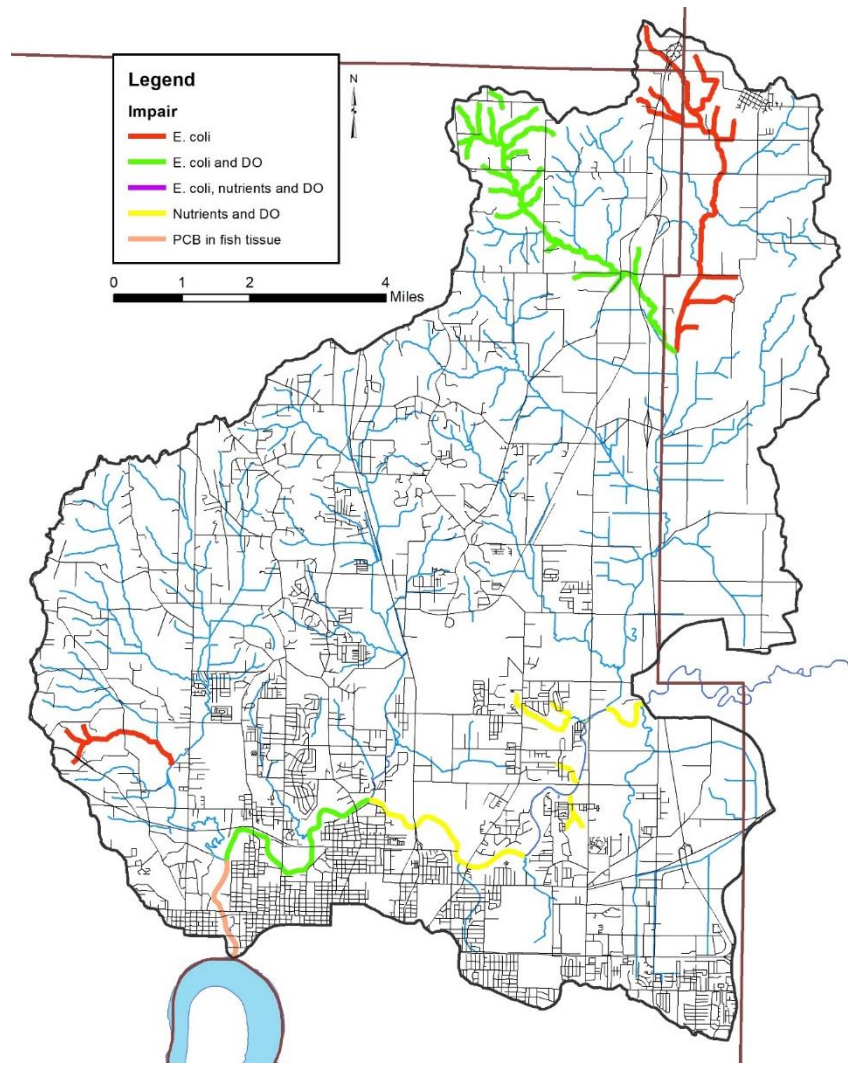 Legend
N
Impair
E. coli
E. coli and DO
E. coli, nutrients and DO
Nutrients and DO
PCB in fish tissue
0 1 2 4
Miles